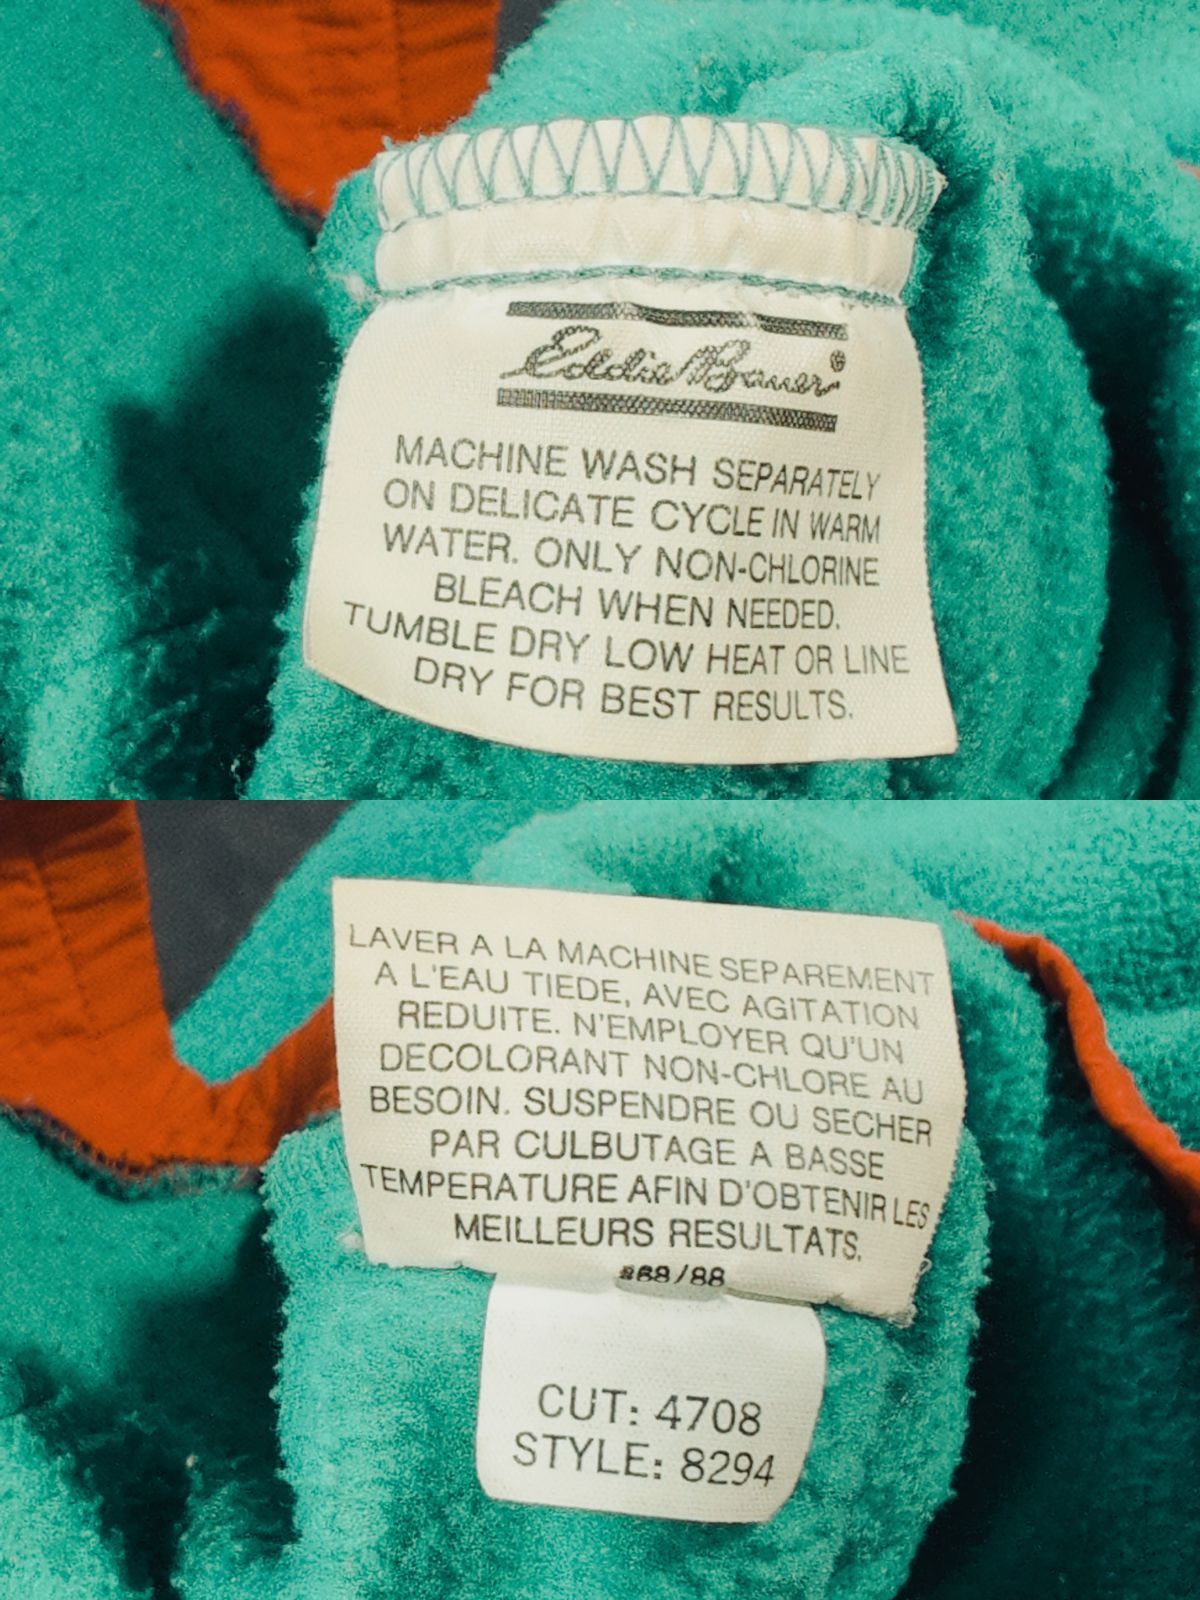 Eddie Bauer®
MACHINE WASH SEPARATELY
ON DELICATE CYCLE IN WARM
WATER. ONLY NON-CHLORINE
BLEACH WHEN NEEDED.
TUMBLE DRY LOW HEAT OR LINE
DRY FOR BEST RESULTS.
LAVER A LA MACHINE SEPAREMENT
A L'EAU TIEDE, AVEC AGITATION
REDUITE. N'EMPLOYER QU'UN
DECOLORANT NON-CHLORE AU
BESOIN. SUSPENDRE OU SECHER
PAR CULBUTAGE A BASSE
TEMPERATURE AFIN D'OBTENIR LES
MEILLEURS RESULTATS.
CUT: 4708
STYLE: 8294